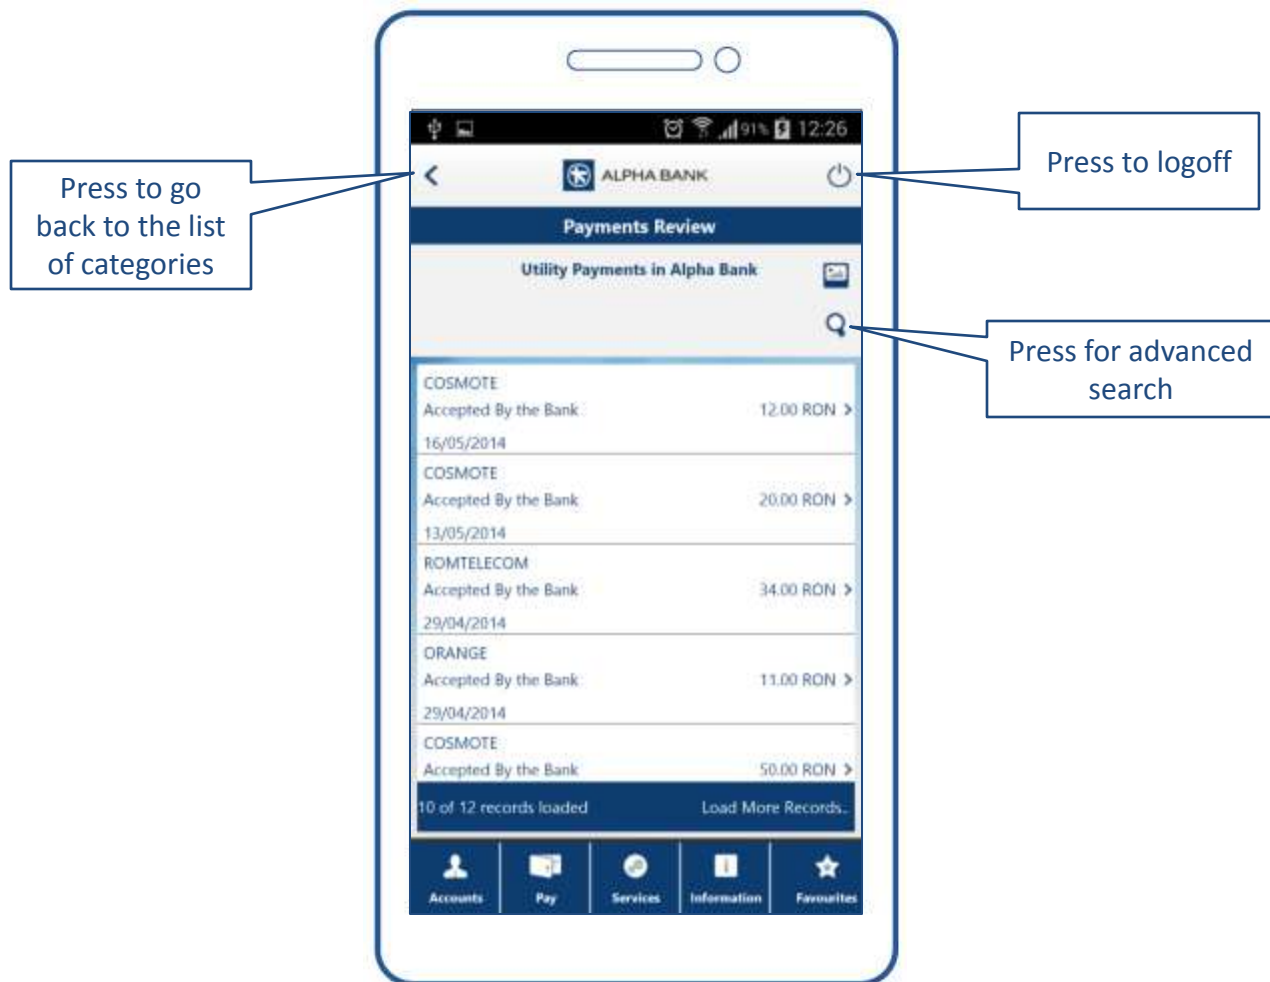 91% 12:26
ALPHA BANK
Payments Review
Utility Payments in Alpha Bank
COSMOTE
Accepted By the Bank 12.00 RON
16/05/2014
COSMOTE
Accepted By the Bank 20.00 RON
13/05/2014
ROMTELECOM
Accepted By the Bank 34.00 RON
29/04/2014
ORANGE
Accepted By the Bank 11.00 RON
29/04/2014
COSMOTE
Accepted By the Bank 50.00 RON
10 of 12 records loaded Load More Records..
Accounts Pay Services Information Favourites
Press to go
back to the list
of categories
Press to logoff
Press for advanced
search